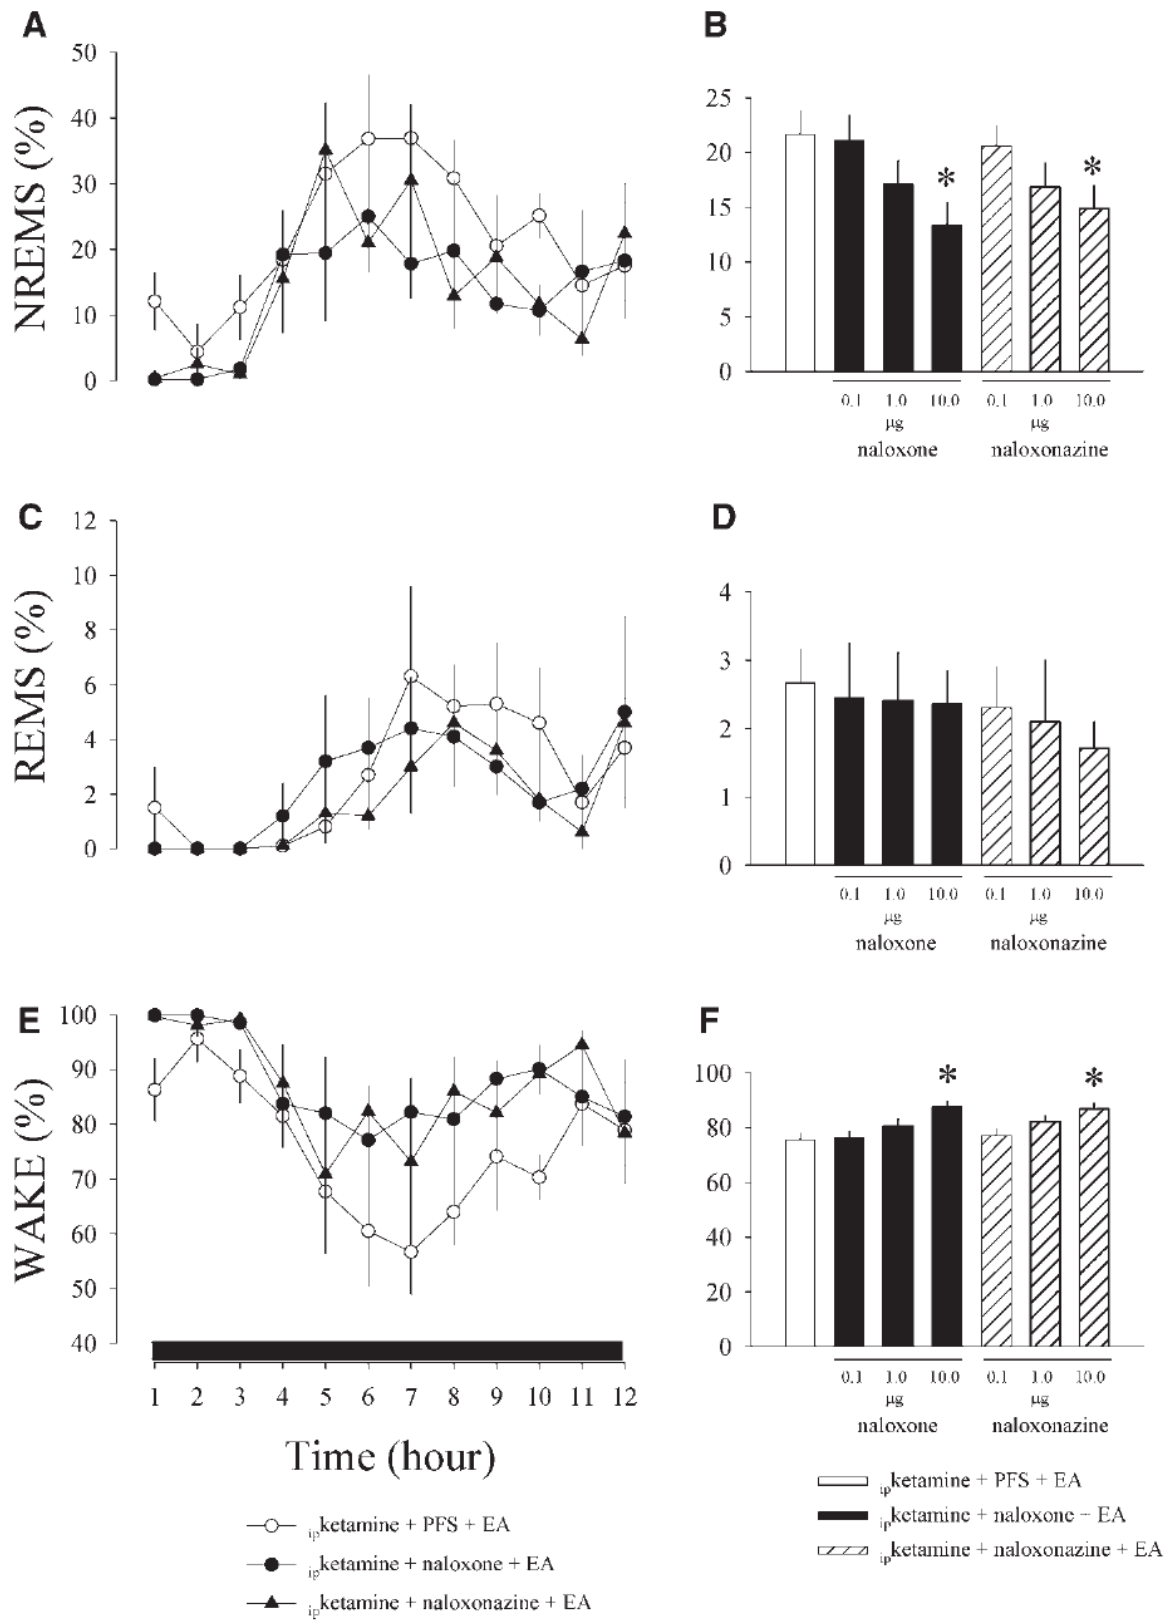 A
50
40
30
20
10
0
NREMS (%)
B
25
20
15
10
5
0
* *
0.1 1.0 10.0 0.1 1.0 10.0
μg μg
naloxone naloxonazine
C
12
10
8
6
4
2
0
REMS (%)
D
4
3
2
1
0
0.1 1.0 10.0 0.1 1.0 10.0
μg μg
naloxone naloxonazine
E
100
90
80
70
60
50
40
WAKE (%)
1 2 3 4 5 6 7 8 9 10 11 12
Time (hour)
F
100
80
60
40
20
0
* *
0.1 1.0 10.0 0.1 1.0 10.0
μg μg
naloxone naloxonazine
ipketamine + PFS + EA
ipketamine + naloxone + EA
ipketamine + naloxonazine + EA
ipketamine + PFS + EA
ipketamine + naloxone − EA
ipketamine + naloxonazine + EA